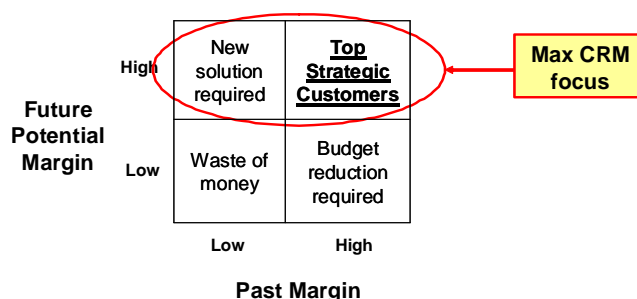 New
solution
required
Top
Strategic
Customers
Max CRM
focus
High
Future
Potential
Margin
Low
Waste of
money
Budget
reduction
required
Low
High
Past Margin